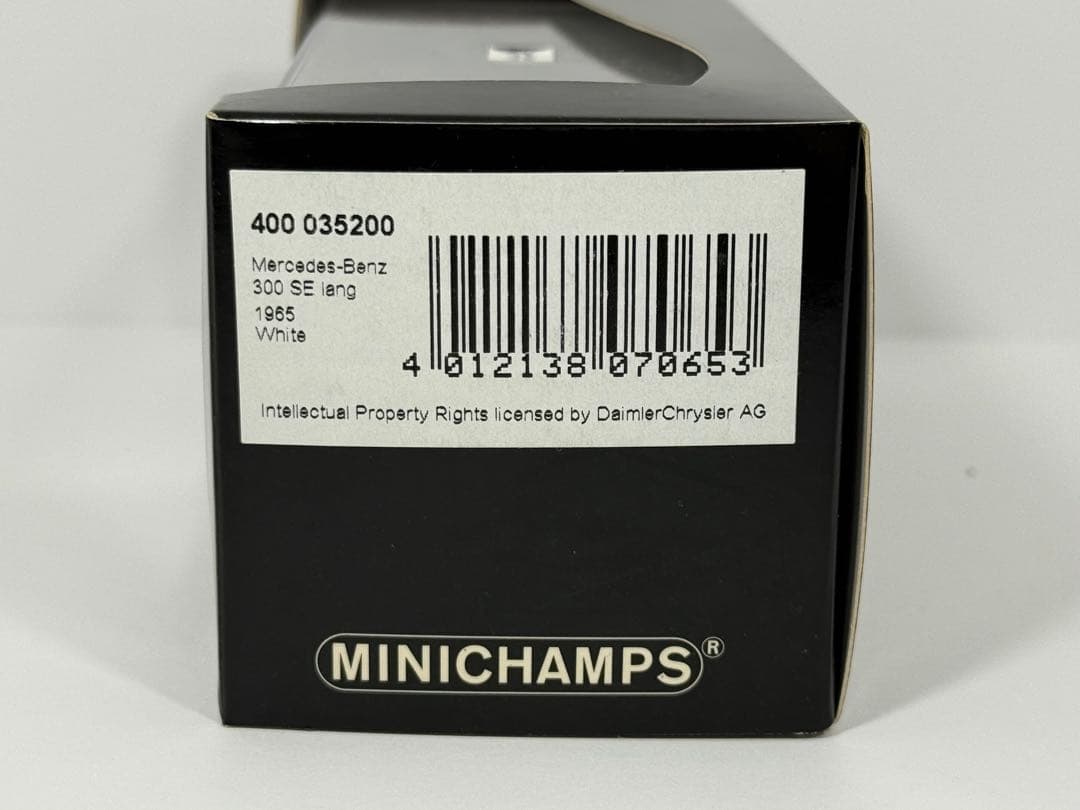 400 035200
Mercedes-Benz
300 SE lang
1965
White
4 012138 070653
Intellectual Property Rights licensed by DaimlerChrysler AG
MINICHAMPS®